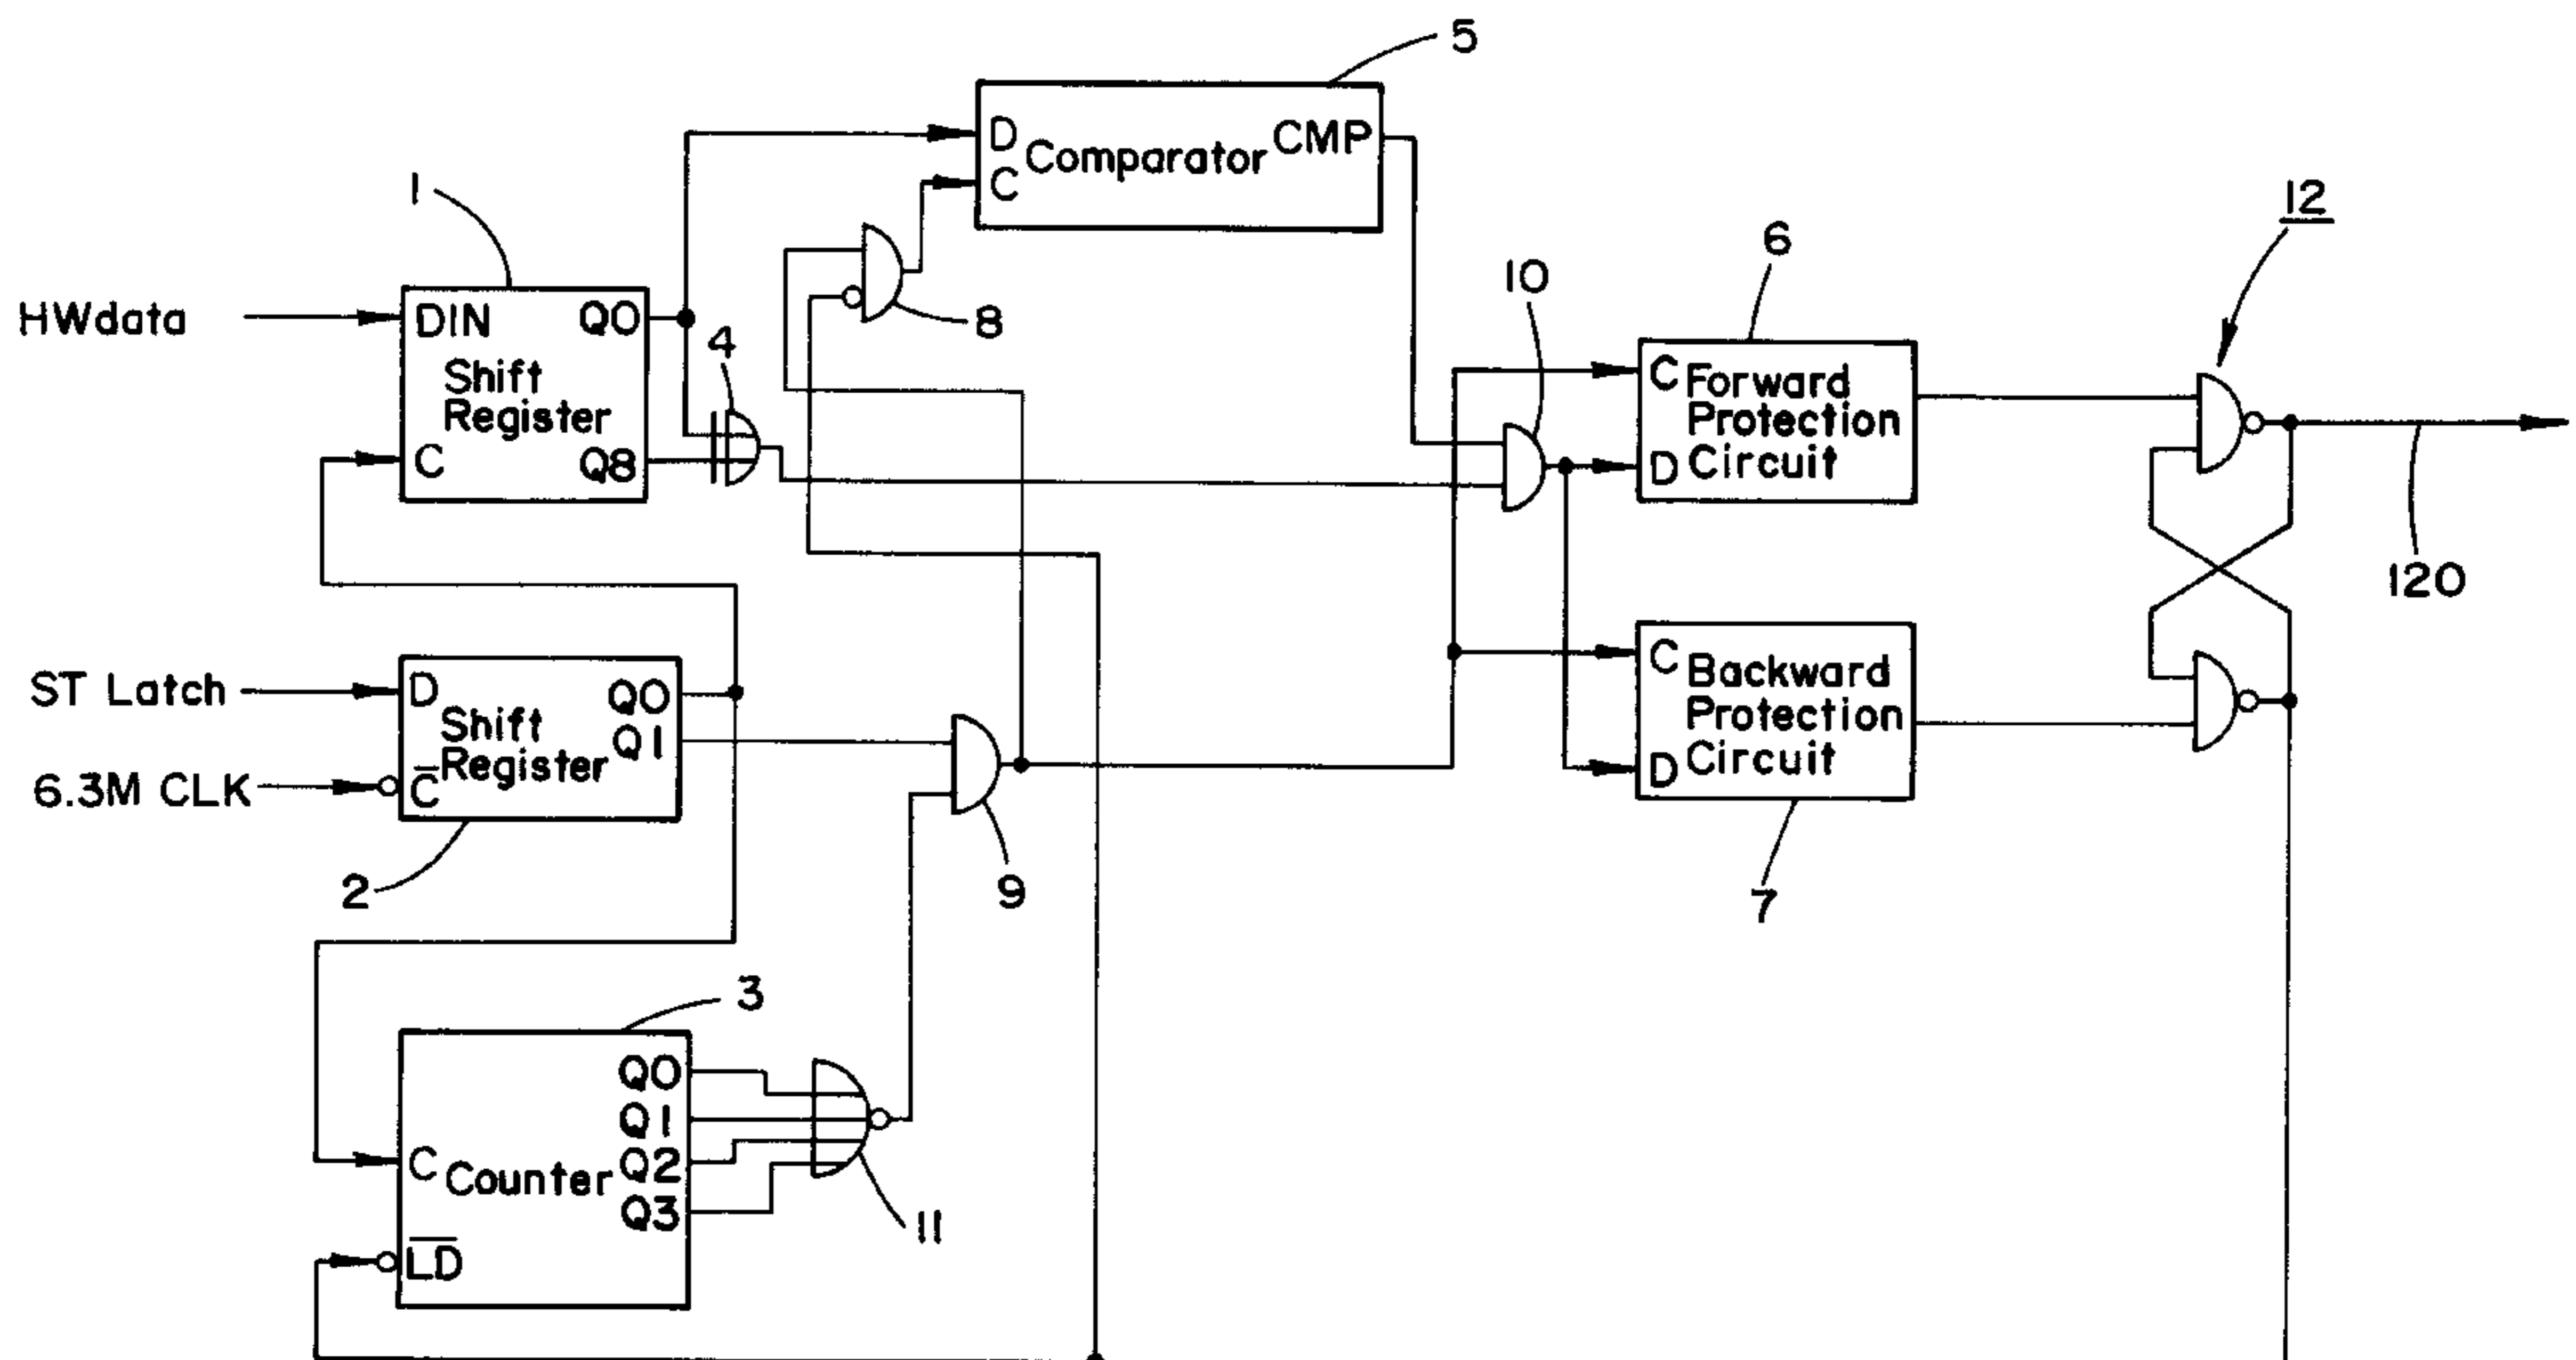 5
D
Comparator
CMP
C
1
12
6
10
HWdata
DIN
Q0
8
4
Shift
Register
C
Forward
Protection
Circuit
C
Q8
D
120
ST Latch
D
Q0
Shift
Register
Q1
C
Backward
Protection
Circuit
6.3M CLK
C̅
D
2
9
7
3
Q0
Q1
C
Counter
Q2
Q3
11
L̅D̅